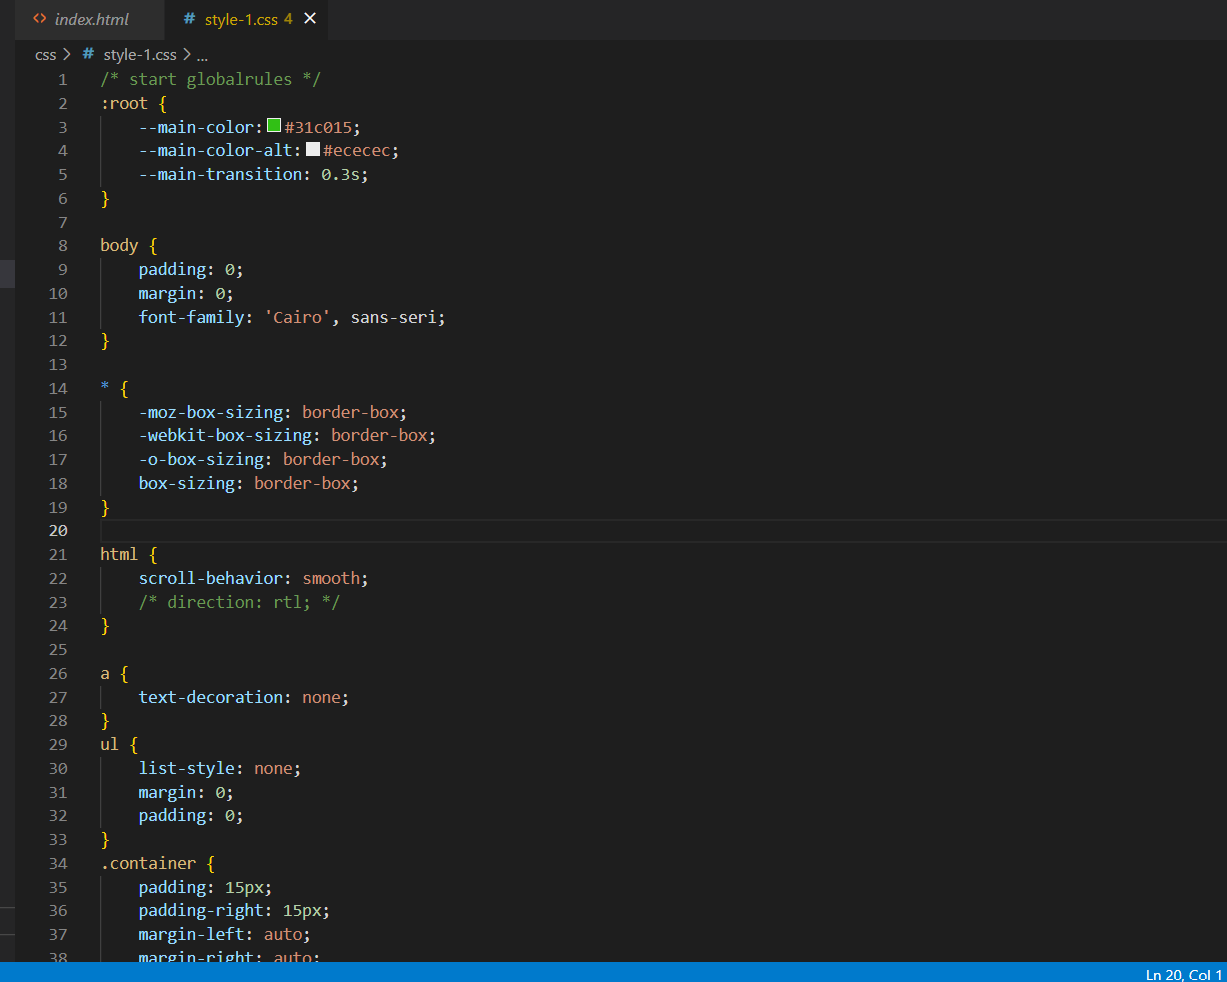 index.html
style-1.css 4
css > # style-1.css > ...
1 /* start globalrules */
2 :root {
3 --main-color: #31c015;
4 --main-color-alt: #ececec;
5 --main-transition: 0.3s;
6 }
7
8 body {
9 padding: 0;
10 margin: 0;
11 font-family: 'Cairo', sans-seri;
12 }
13
14 * {
15 -moz-box-sizing: border-box;
16 -webkit-box-sizing: border-box;
17 -o-box-sizing: border-box;
18 box-sizing: border-box;
19 }
20
21 html {
22 scroll-behavior: smooth;
23 /* direction: rtl; */
24 }
25
26 a {
27 text-decoration: none;
28 }
29 ul {
30 list-style: none;
31 margin: 0;
32 padding: 0;
33 }
34 .container {
35 padding: 15px;
36 padding-right: 15px;
37 margin-left: auto;
38 margin-right: auto;
Ln 20, Col 1